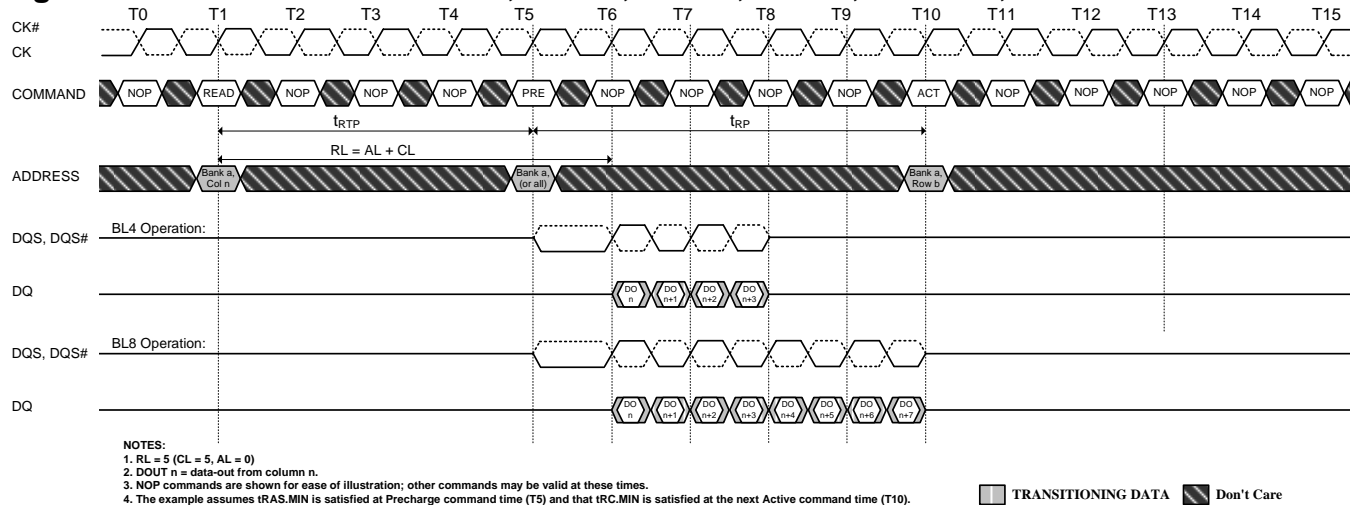 T0 T1 T2 T3 T4 T5 T6 T7 T8 T9 T10 T11 T12 T13 T14 T15
CK#
CK
COMMAND NOP READ NOP NOP NOP PRE NOP NOP NOP NOP ACT NOP NOP NOP NOP NOP
tRTP tRP
RL = AL + CL
ADDRESS Bank a, Col n Bank a, (or all) Bank a, Row b
BL4 Operation:
DQS, DQS#
DQ DO n DO n+1 DO n+2 DO n+3
BL8 Operation:
DQS, DQS#
DQ DO n DO n+1 DO n+2 DO n+3 DO n+4 DO n+5 DO n+6 DO n+7
NOTES:
1. RL = 5 (CL = 5, AL = 0)
2. DOUT n = data-out from column n.
3. NOP commands are shown for ease of illustration; other commands may be valid at these times.
4. The example assumes tRAS.MIN is satisfied at Precharge command time (T5) and that tRC.MIN is satisfied at the next Active command time (T10).
TRANSITIONING DATA Don't Care